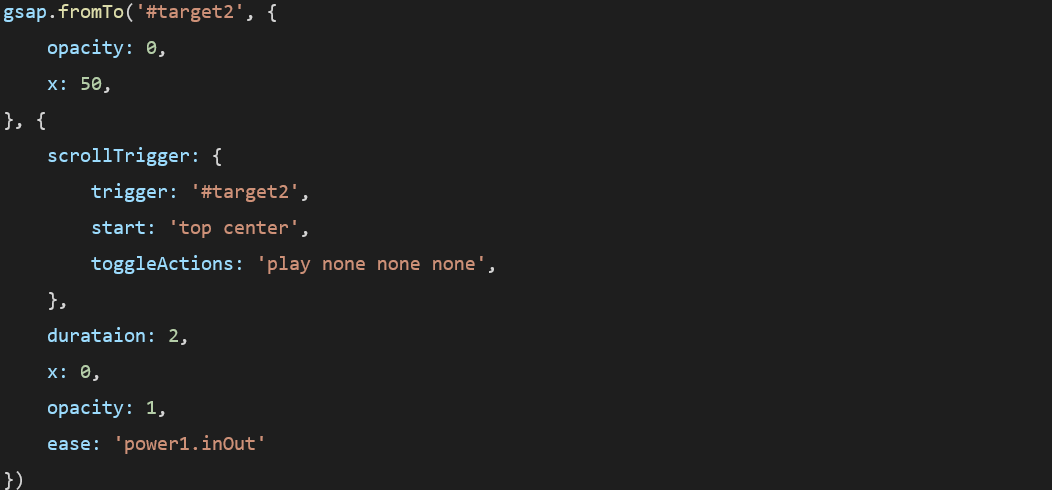 gsap.fromTo('#target2', {
    opacity: 0,
    x: 50,
}, {
    scrollTrigger: {
        trigger: '#target2',
        start: 'top center',
        toggleActions: 'play none none none',
    },
    durataion: 2,
    x: 0,
    opacity: 1,
    ease: 'power1.inOut'
})